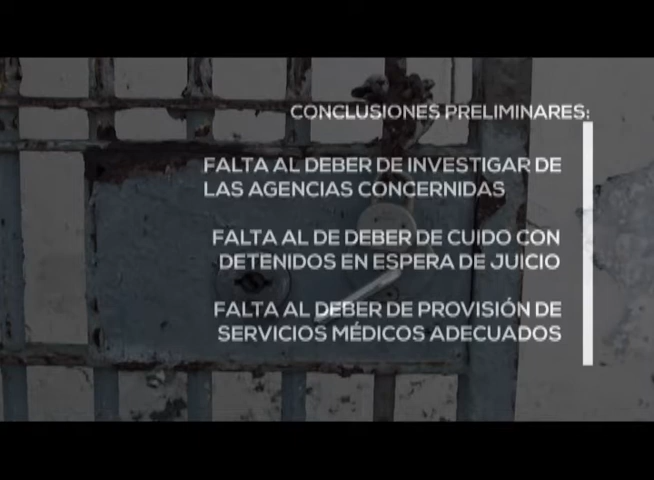 CONCLUSIONES PRELIMINARES:
FALTA AL DEBER DE INVESTIGAR DE
LAS AGENCIAS CONCERNIDAS
FALTA AL DE DEBER DE CUIDO CON
DETENIDOS EN ESPERA DE JUICIO
FALTA AL DEBER DE PROVISIÓN DE
SERVICIOS MÉDICOS ADECUADOS